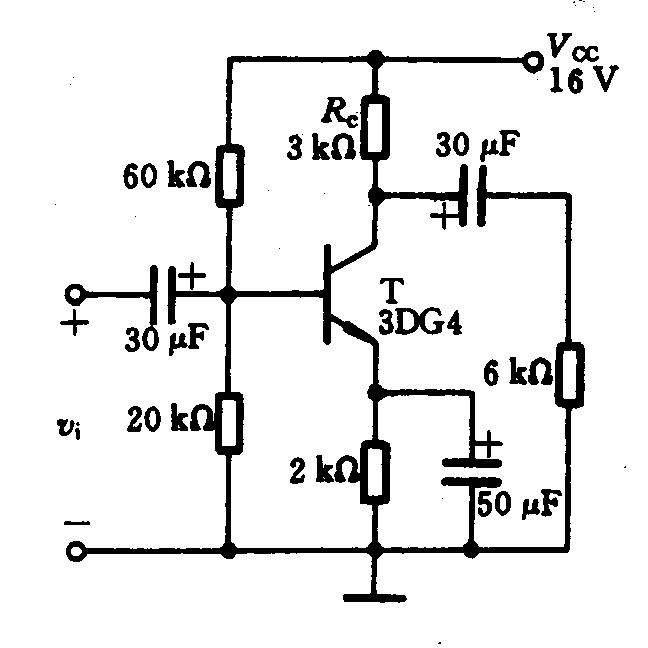 V_CC
16 V
R_c
3 kΩ
30 μF
60 kΩ
+
+
T
3DG4
+
30 μF
6 kΩ
20 kΩ
+
v_i
2 kΩ
50 μF
−